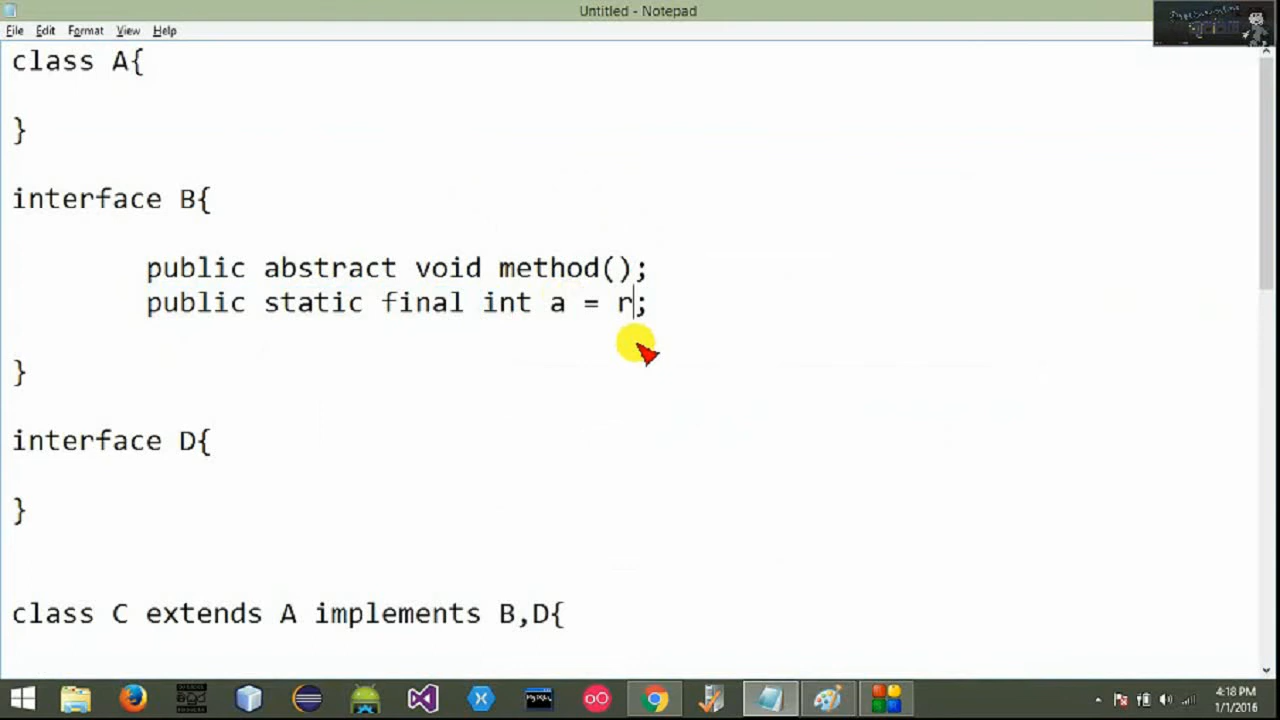 Untitled - Notepad
File Edit Format View Help
class A{
}
interface B{
public abstract void method();
public static final int a = r;
}
interface D{
}
class C extends A implements B,D{
4:18 PM
1/1/2016